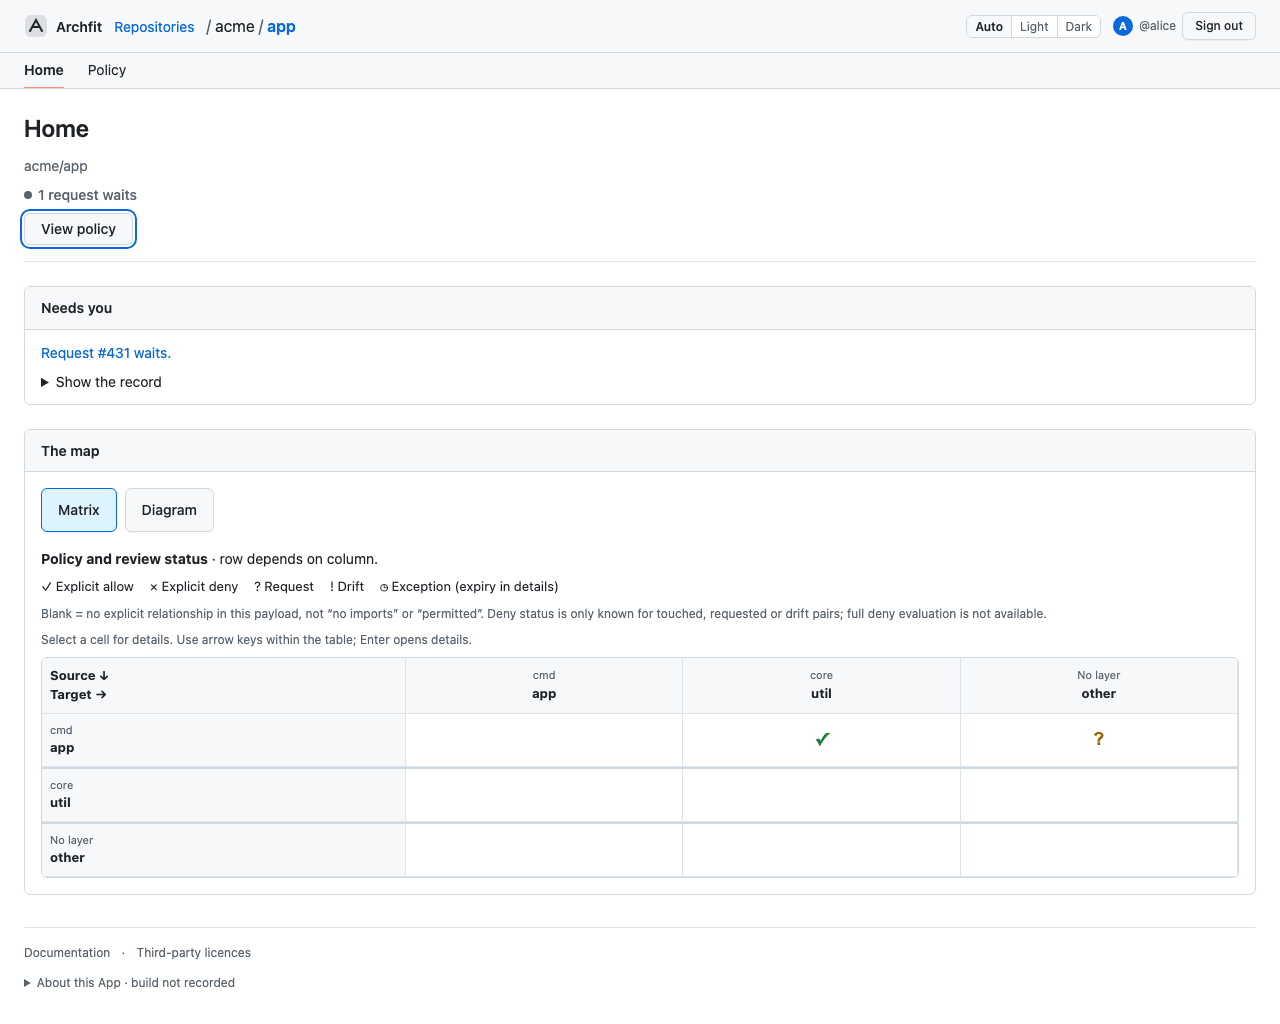 Archfit Repositories / acme / app Auto Light Dark A @alice Sign out
Home Policy
Home
acme/app
1 request waits
View policy
Needs you
Request #431 waits.
▶ Show the record
The map
Matrix Diagram
Policy and review status · row depends on column.
✓ Explicit allow × Explicit deny ? Request ! Drift ◷ Exception (expiry in details)
Blank = no explicit relationship in this payload, not “no imports” or “permitted”. Deny status is only known for touched, requested or drift pairs; full deny evaluation is not available.
Select a cell for details. Use arrow keys within the table; Enter opens details.
Source ↓
Target →
cmd
app
core
util
No layer
other
cmd
app
✓ ?
core
util
No layer
other
Documentation · Third-party licences
▶ About this App · build not recorded